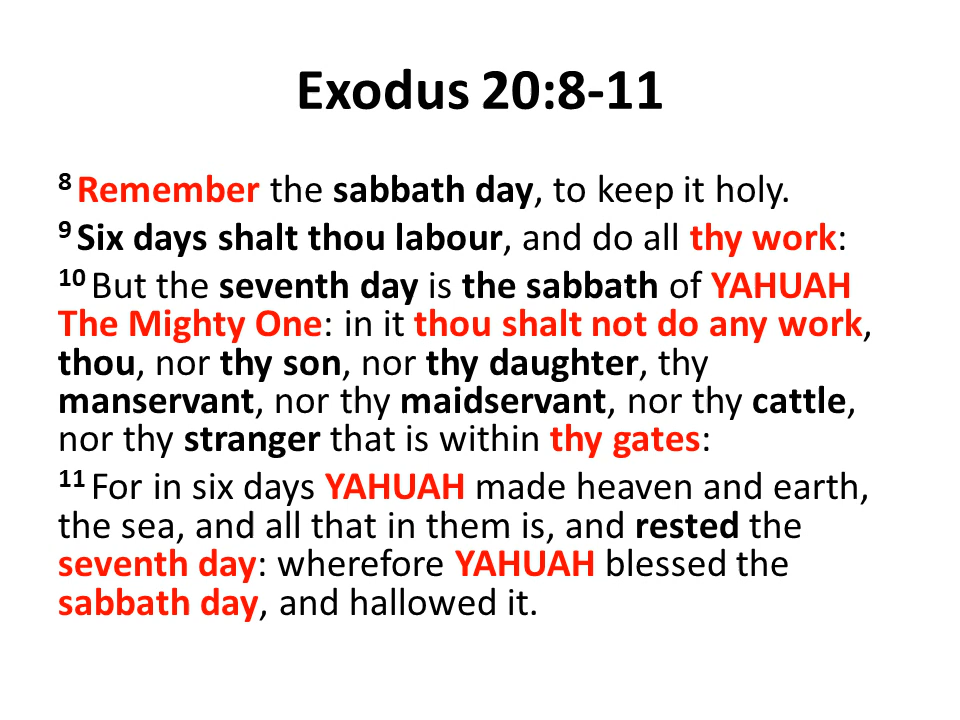 Exodus 20:8-11
8 Remember the sabbath day, to keep it holy.
9 Six days shalt thou labour, and do all thy work:
10 But the seventh day is the sabbath of YAHUAH
The Mighty One: in it thou shalt not do any work,
thou, nor thy son, nor thy daughter, thy
manservant, nor thy maidservant, nor thy cattle,
nor thy stranger that is within thy gates:
11 For in six days YAHUAH made heaven and earth,
the sea, and all that in them is, and rested the
seventh day: wherefore YAHUAH blessed the
sabbath day, and hallowed it.